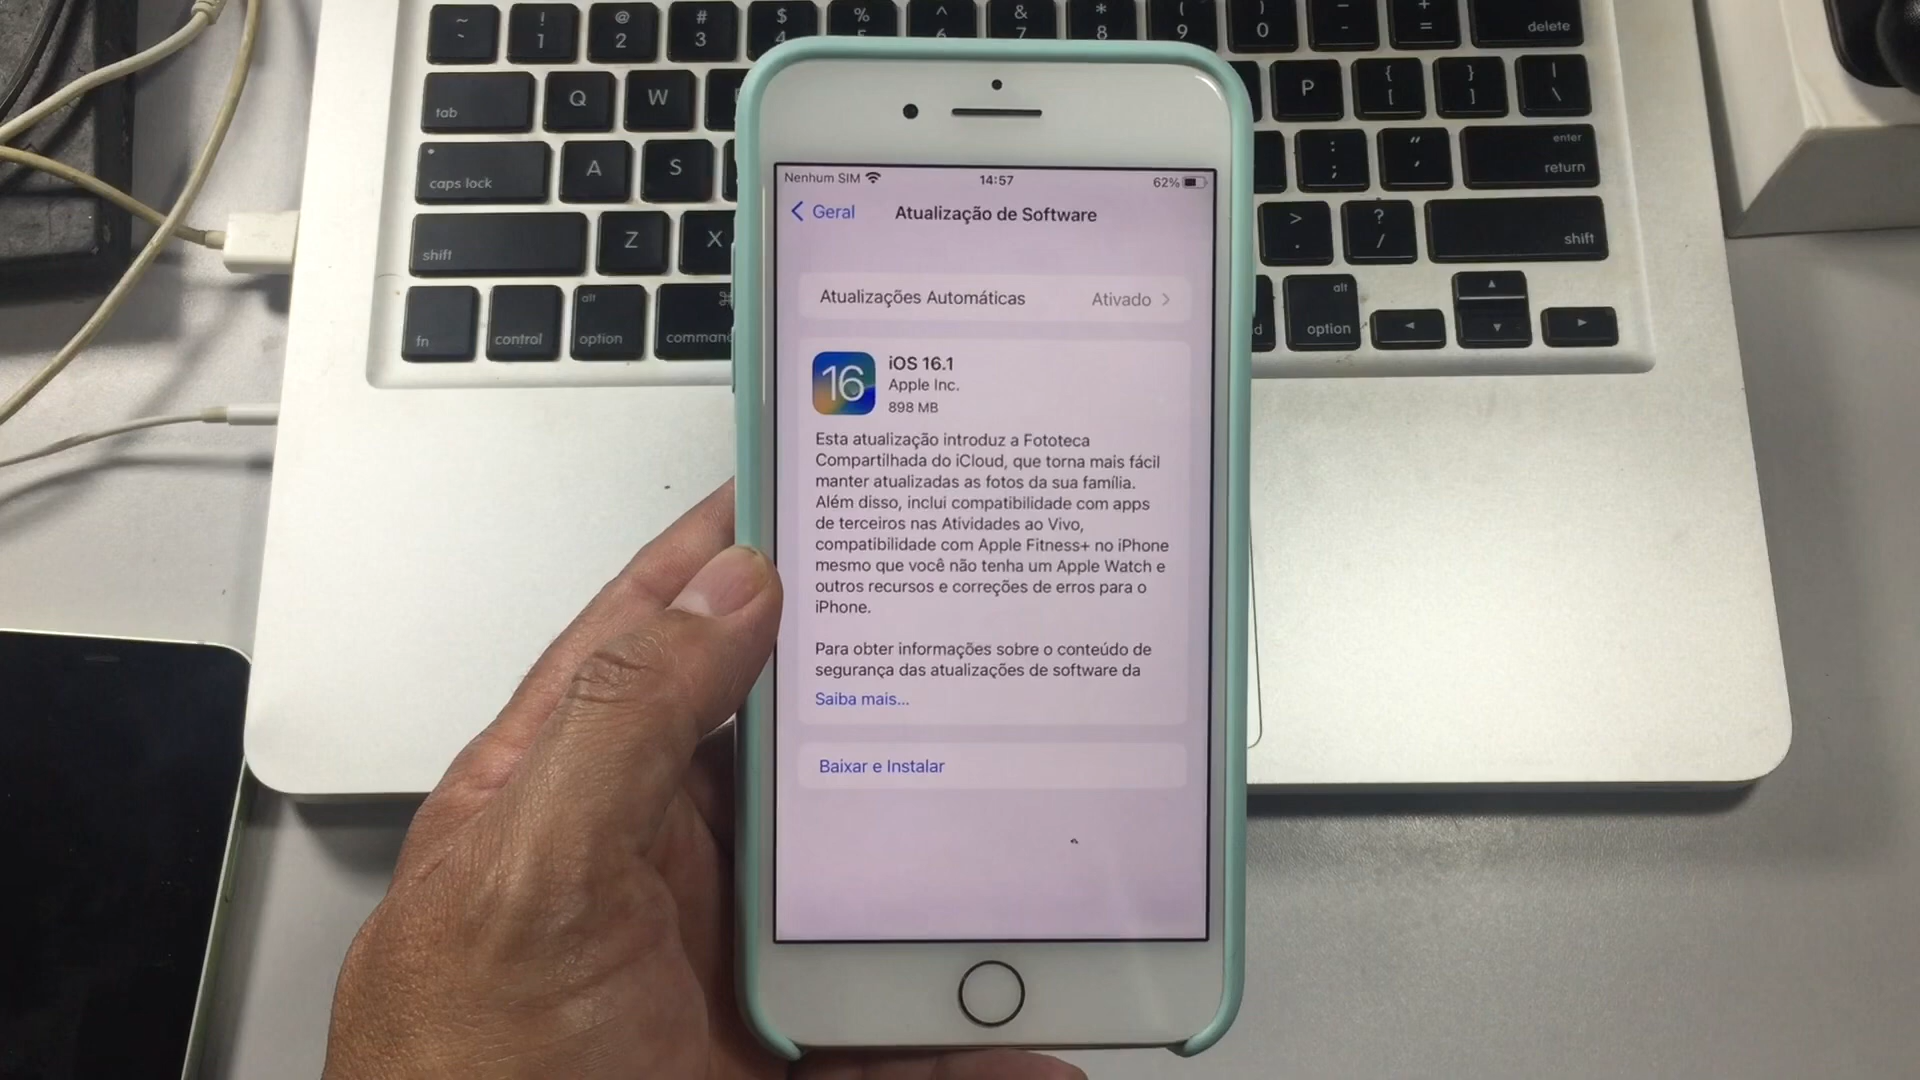 ~ ! @ # $ % ^ & * ( ) - +
` 1 2 3 4 6 7 8 9 0 - = delete
tab Q W P { [ } ] | \
caps lock A S : ; " ' enter return
shift Z X > . ? / shift
fn control alt option ⌘ command alt option
Nenhum SIM 14:57 62%
Geral Atualização de Software
Atualizações Automáticas Ativado
16
iOS 16.1
Apple Inc.
898 MB
Esta atualização introduz a Fototeca
Compartilhada do iCloud, que torna mais fácil
manter atualizadas as fotos da sua família.
Além disso, inclui compatibilidade com apps
de terceiros nas Atividades ao Vivo,
compatibilidade com Apple Fitness+ no iPhone
mesmo que você não tenha um Apple Watch e
outros recursos e correções de erros para o
iPhone.
Para obter informações sobre o conteúdo de
segurança das atualizações de software da
Saiba mais...
Baixar e Instalar